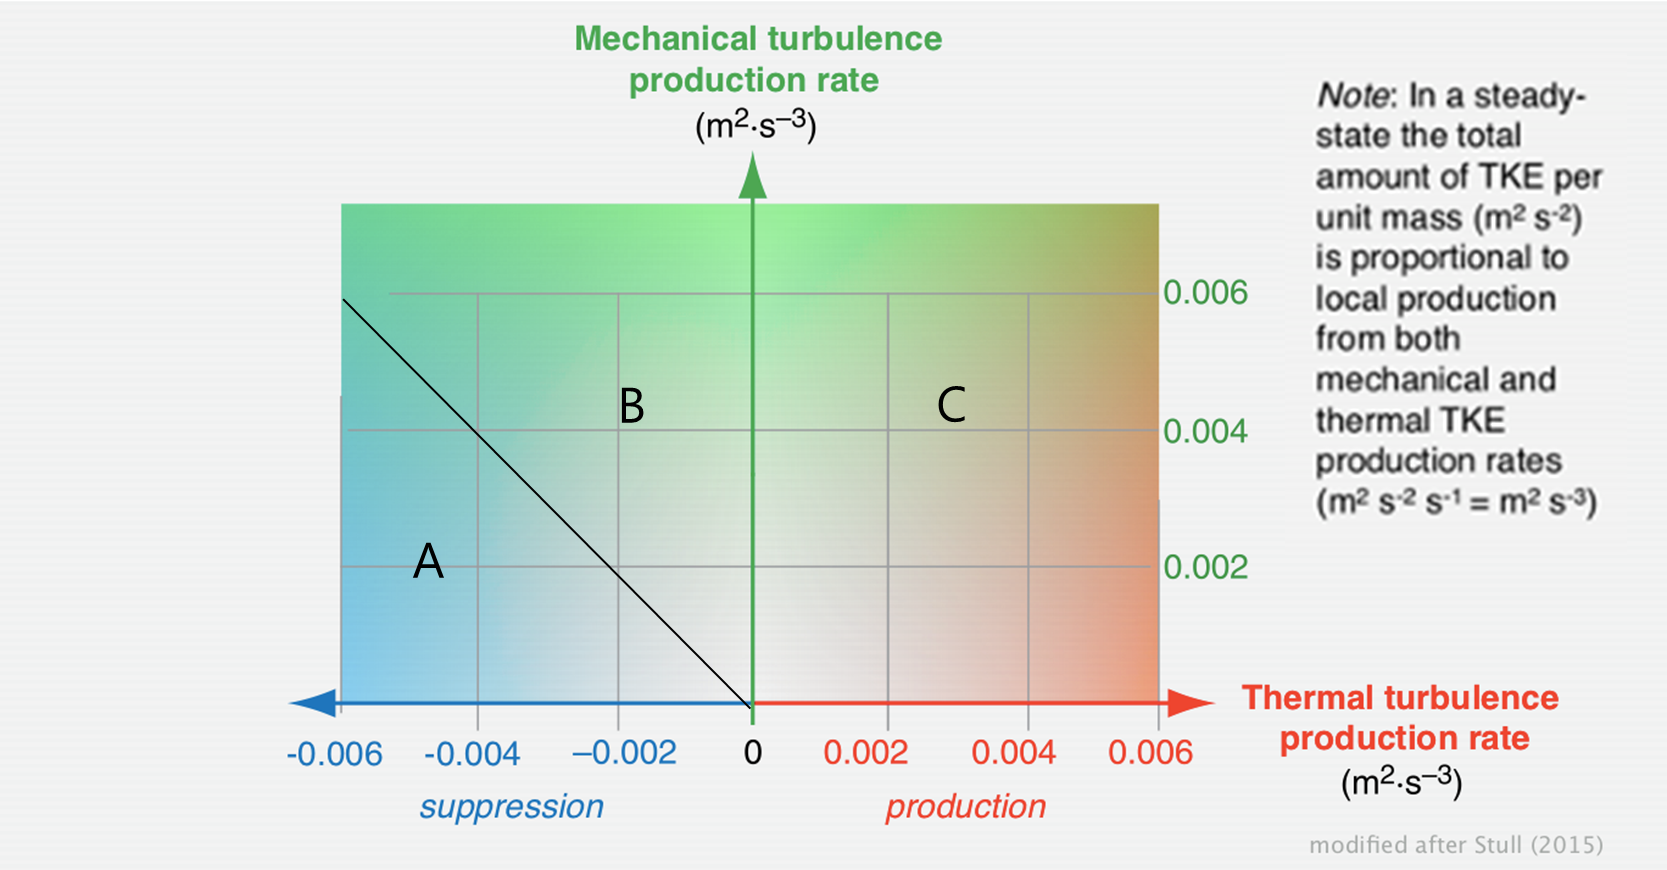 Mechanical turbulence
production rate
(m²·s⁻³)
Note: In a steady-
state the total
amount of TKE per
unit mass (m² s⁻²)
is proportional to
local production
from both
mechanical and
thermal TKE
production rates
(m² s⁻² s⁻¹ = m² s⁻³)
0.006
B
C
0.004
A
0.002
Thermal turbulence
production rate
(m²·s⁻³)
-0.006 -0.004 –0.002 0 0.002 0.004 0.006
suppression production
modified after Stull (2015)